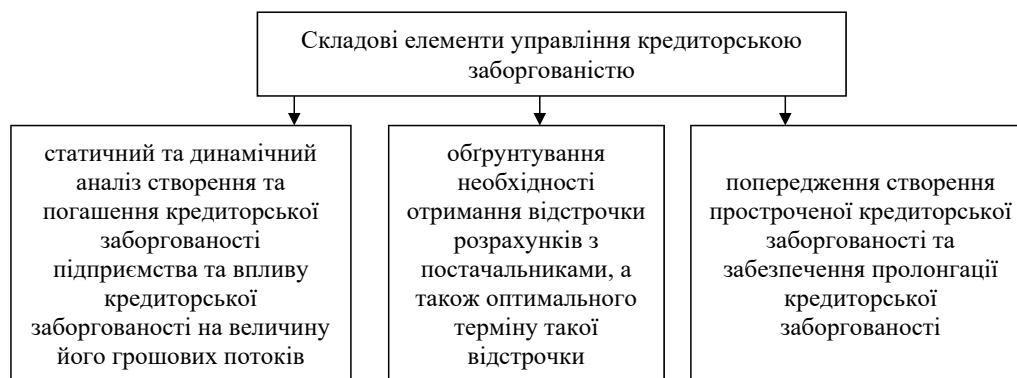 Складові елементи управління кредиторською
заборгованістю
статичний та динамічний
аналіз створення та
погашення кредиторської
заборгованості
підприємства та впливу
кредиторської
заборгованості на величину
його грошових потоків
обґрунтування
необхідності
отримання відстрочки
розрахунків з
постачальниками, а
також оптимального
терміну такої
відстрочки
попередження створення
простроченої кредиторської
заборгованості та
забезпечення пролонгації
кредиторської
заборгованості